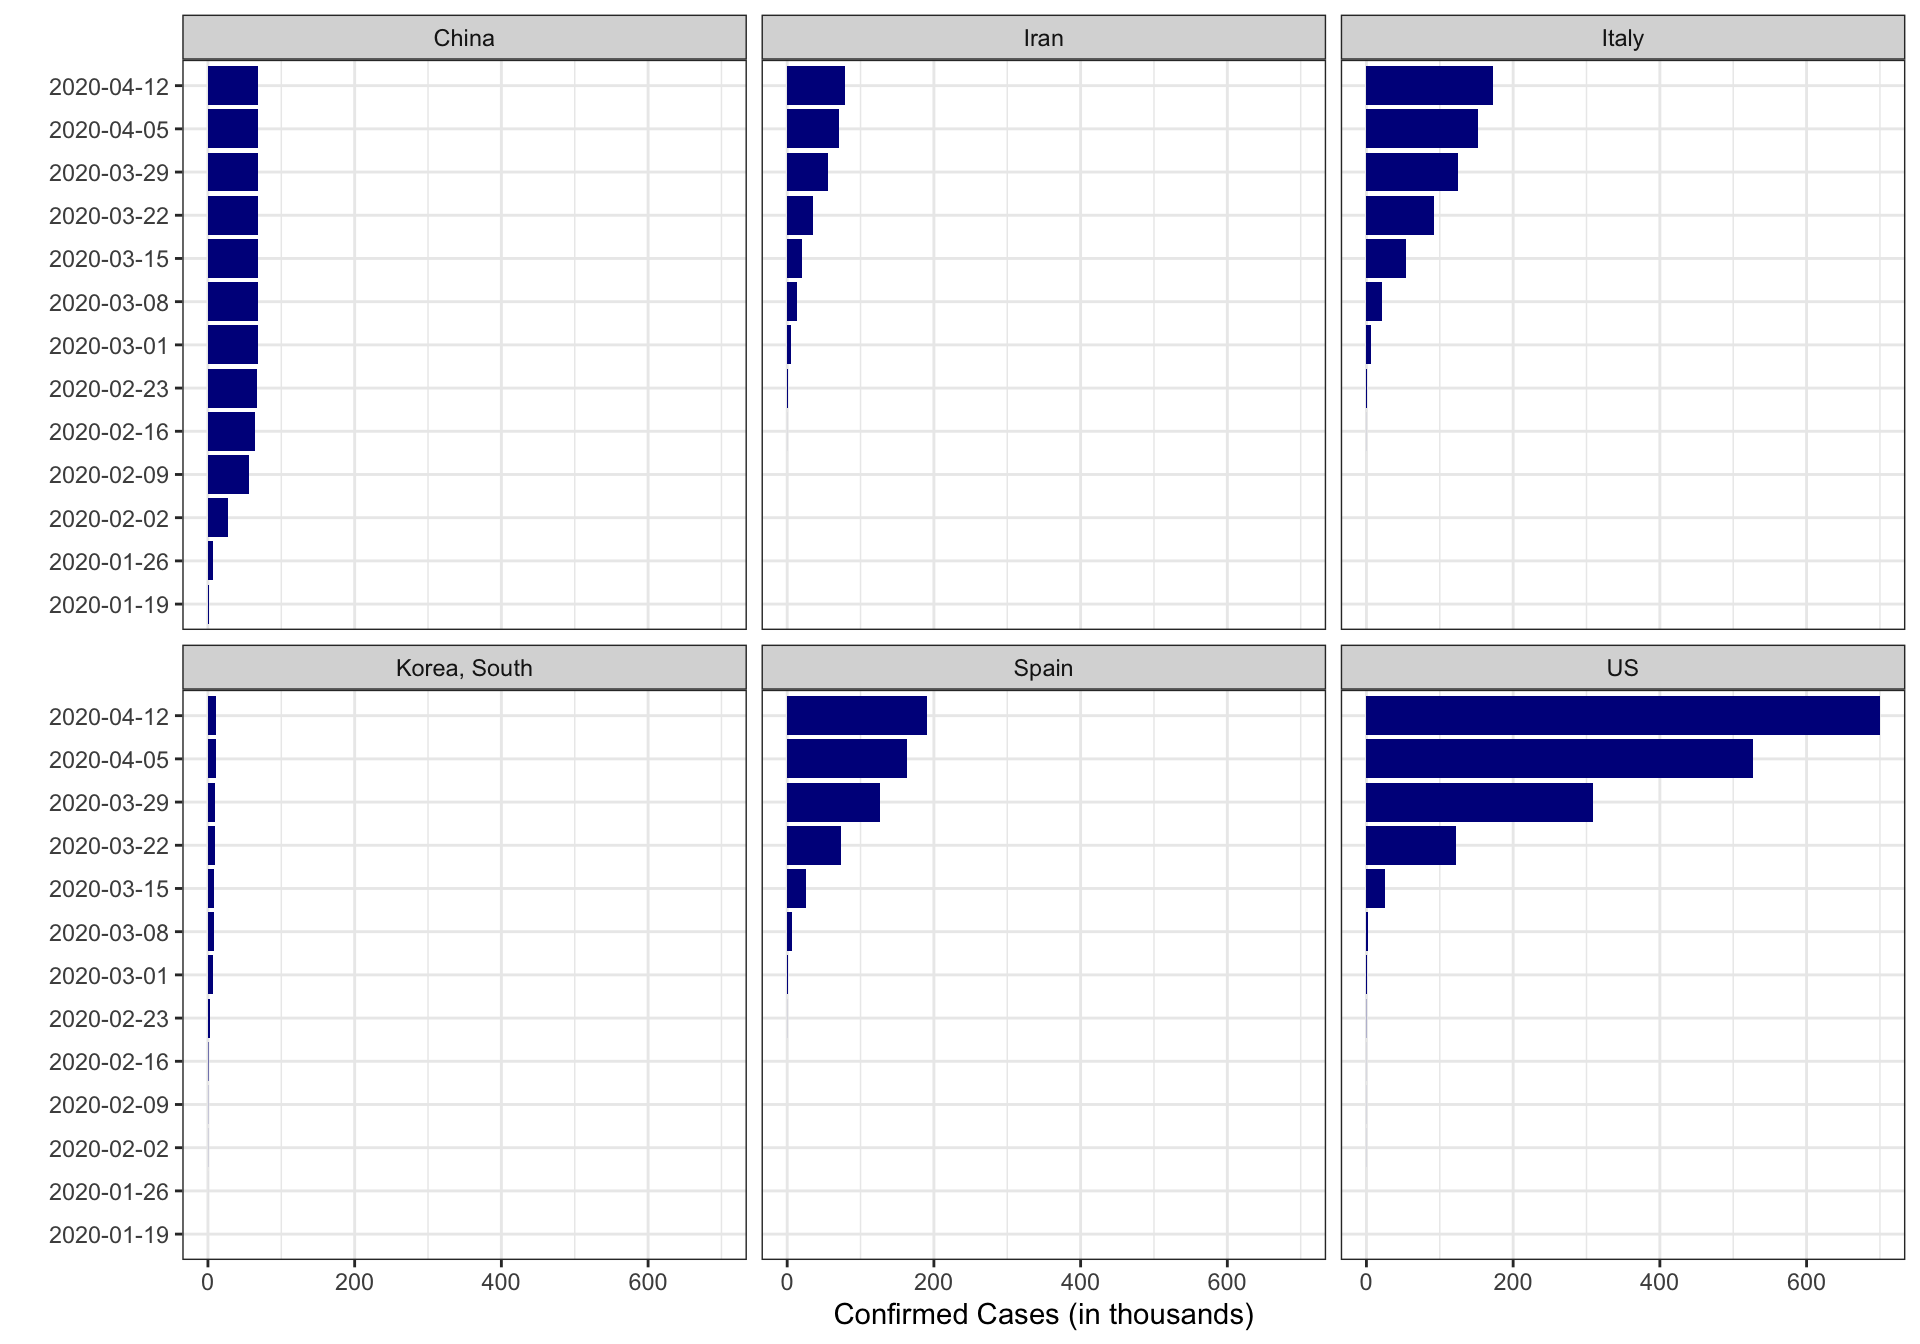 China
Iran
Italy
2020-04-12
2020-04-05
2020-03-29
2020-03-22
2020-03-15
2020-03-08
2020-03-01
2020-02-23
2020-02-16
2020-02-09
2020-02-02
2020-01-26
2020-01-19
Korea, South
Spain
US
2020-04-12
2020-04-05
2020-03-29
2020-03-22
2020-03-15
2020-03-08
2020-03-01
2020-02-23
2020-02-16
2020-02-09
2020-02-02
2020-01-26
2020-01-19
0 200 400 600
0 200 400 600
0 200 400 600
Confirmed Cases (in thousands)